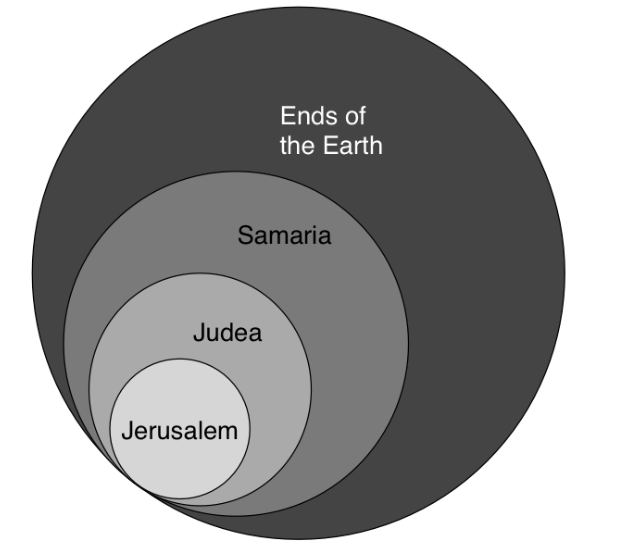 Ends of
the Earth
Samaria
Judea
Jerusalem